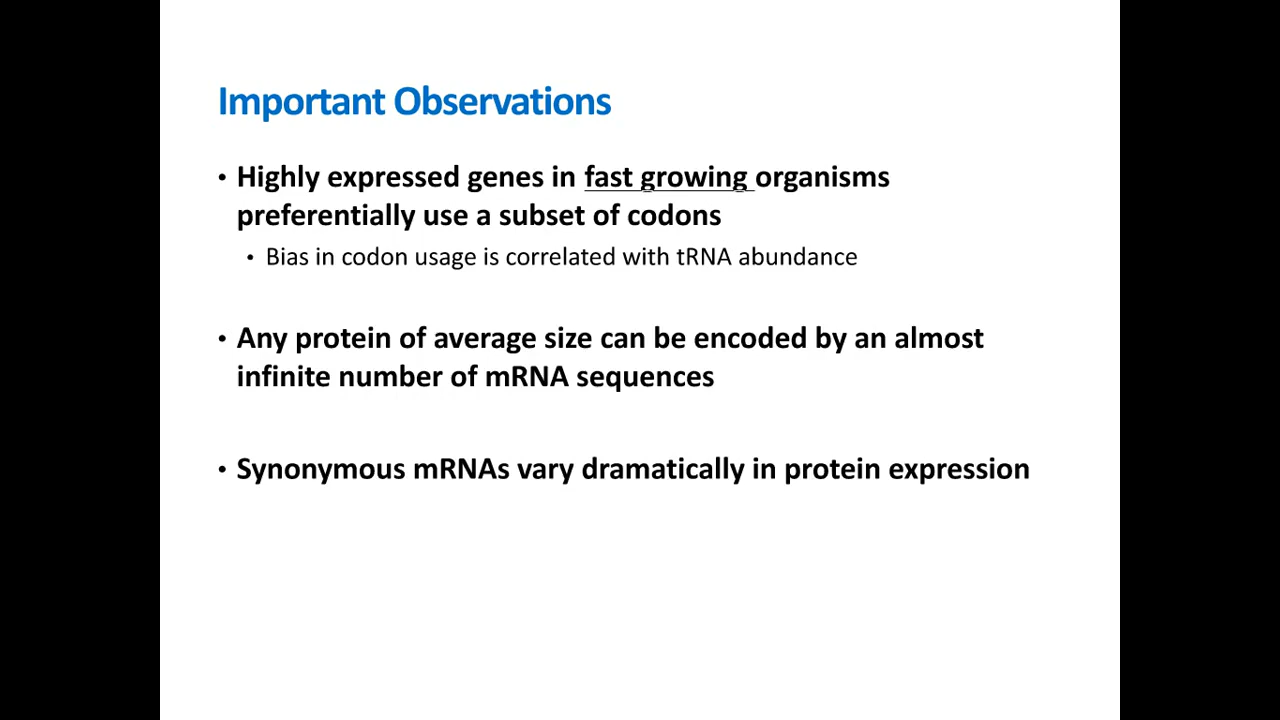 Important Observations
• Highly expressed genes in fast growing organisms
preferentially use a subset of codons
• Bias in codon usage is correlated with tRNA abundance
• Any protein of average size can be encoded by an almost
infinite number of mRNA sequences
• Synonymous mRNAs vary dramatically in protein expression